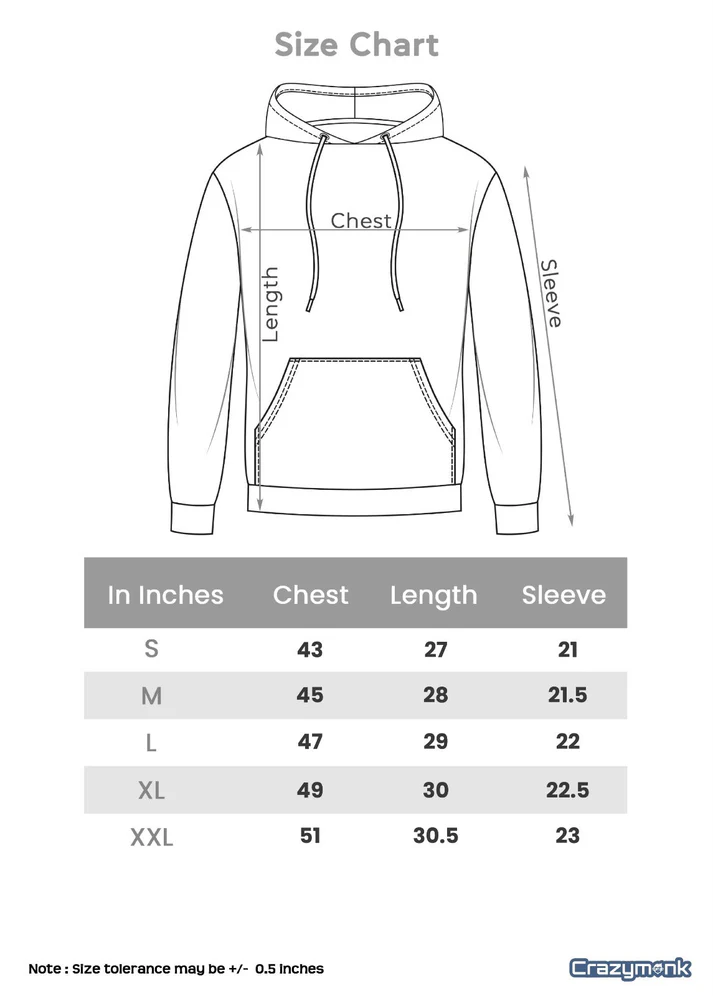 Size Chart
Chest
Length
Sleeve
In Inches Chest Length Sleeve
S 43 27 21
M 45 28 21.5
L 47 29 22
XL 49 30 22.5
XXL 51 30.5 23
Note : Size tolerance may be +/- 0.5 inches
Crazymonk